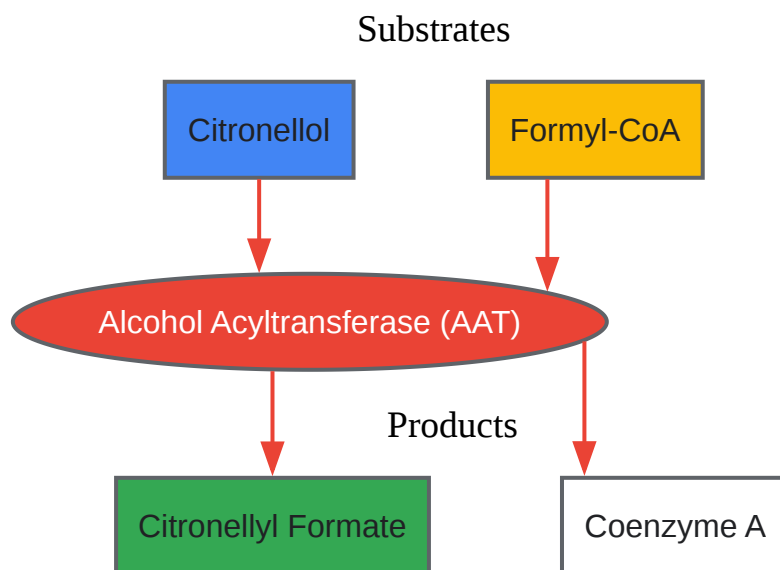 Substrates
Citronellol
Formyl-CoA
Alcohol Acyltransferase (AAT)
Products
Citronellyl Formate
Coenzyme A